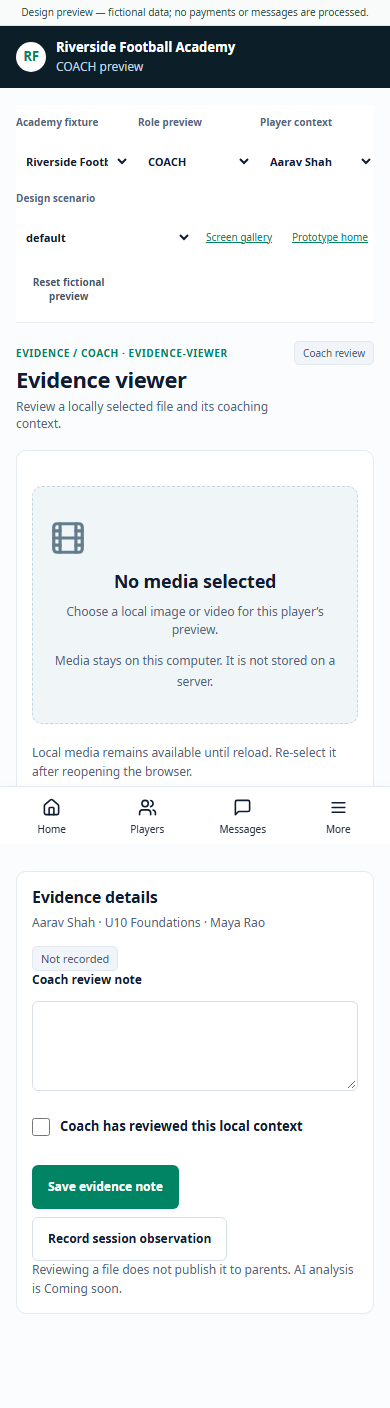 Design preview — fictional data; no payments or messages are processed.
RF
Riverside Football Academy
COACH preview
Academy fixture
Role preview
Player context
Riverside Footb
COACH
Aarav Shah
Design scenario
default
Screen gallery
Prototype home
Reset fictional
preview
EVIDENCE / COACH · EVIDENCE-VIEWER
Coach review
Evidence viewer
Review a locally selected file and its coaching
context.
No media selected
Choose a local image or video for this player's
preview.
Media stays on this computer. It is not stored on a
server.
Local media remains available until reload. Re-select it
after reopening the browser.
Home
Players
Messages
More
Evidence details
Aarav Shah · U10 Foundations · Maya Rao
Not recorded
Coach review note
Coach has reviewed this local context
Save evidence note
Record session observation
Reviewing a file does not publish it to parents. AI analysis
is Coming soon.